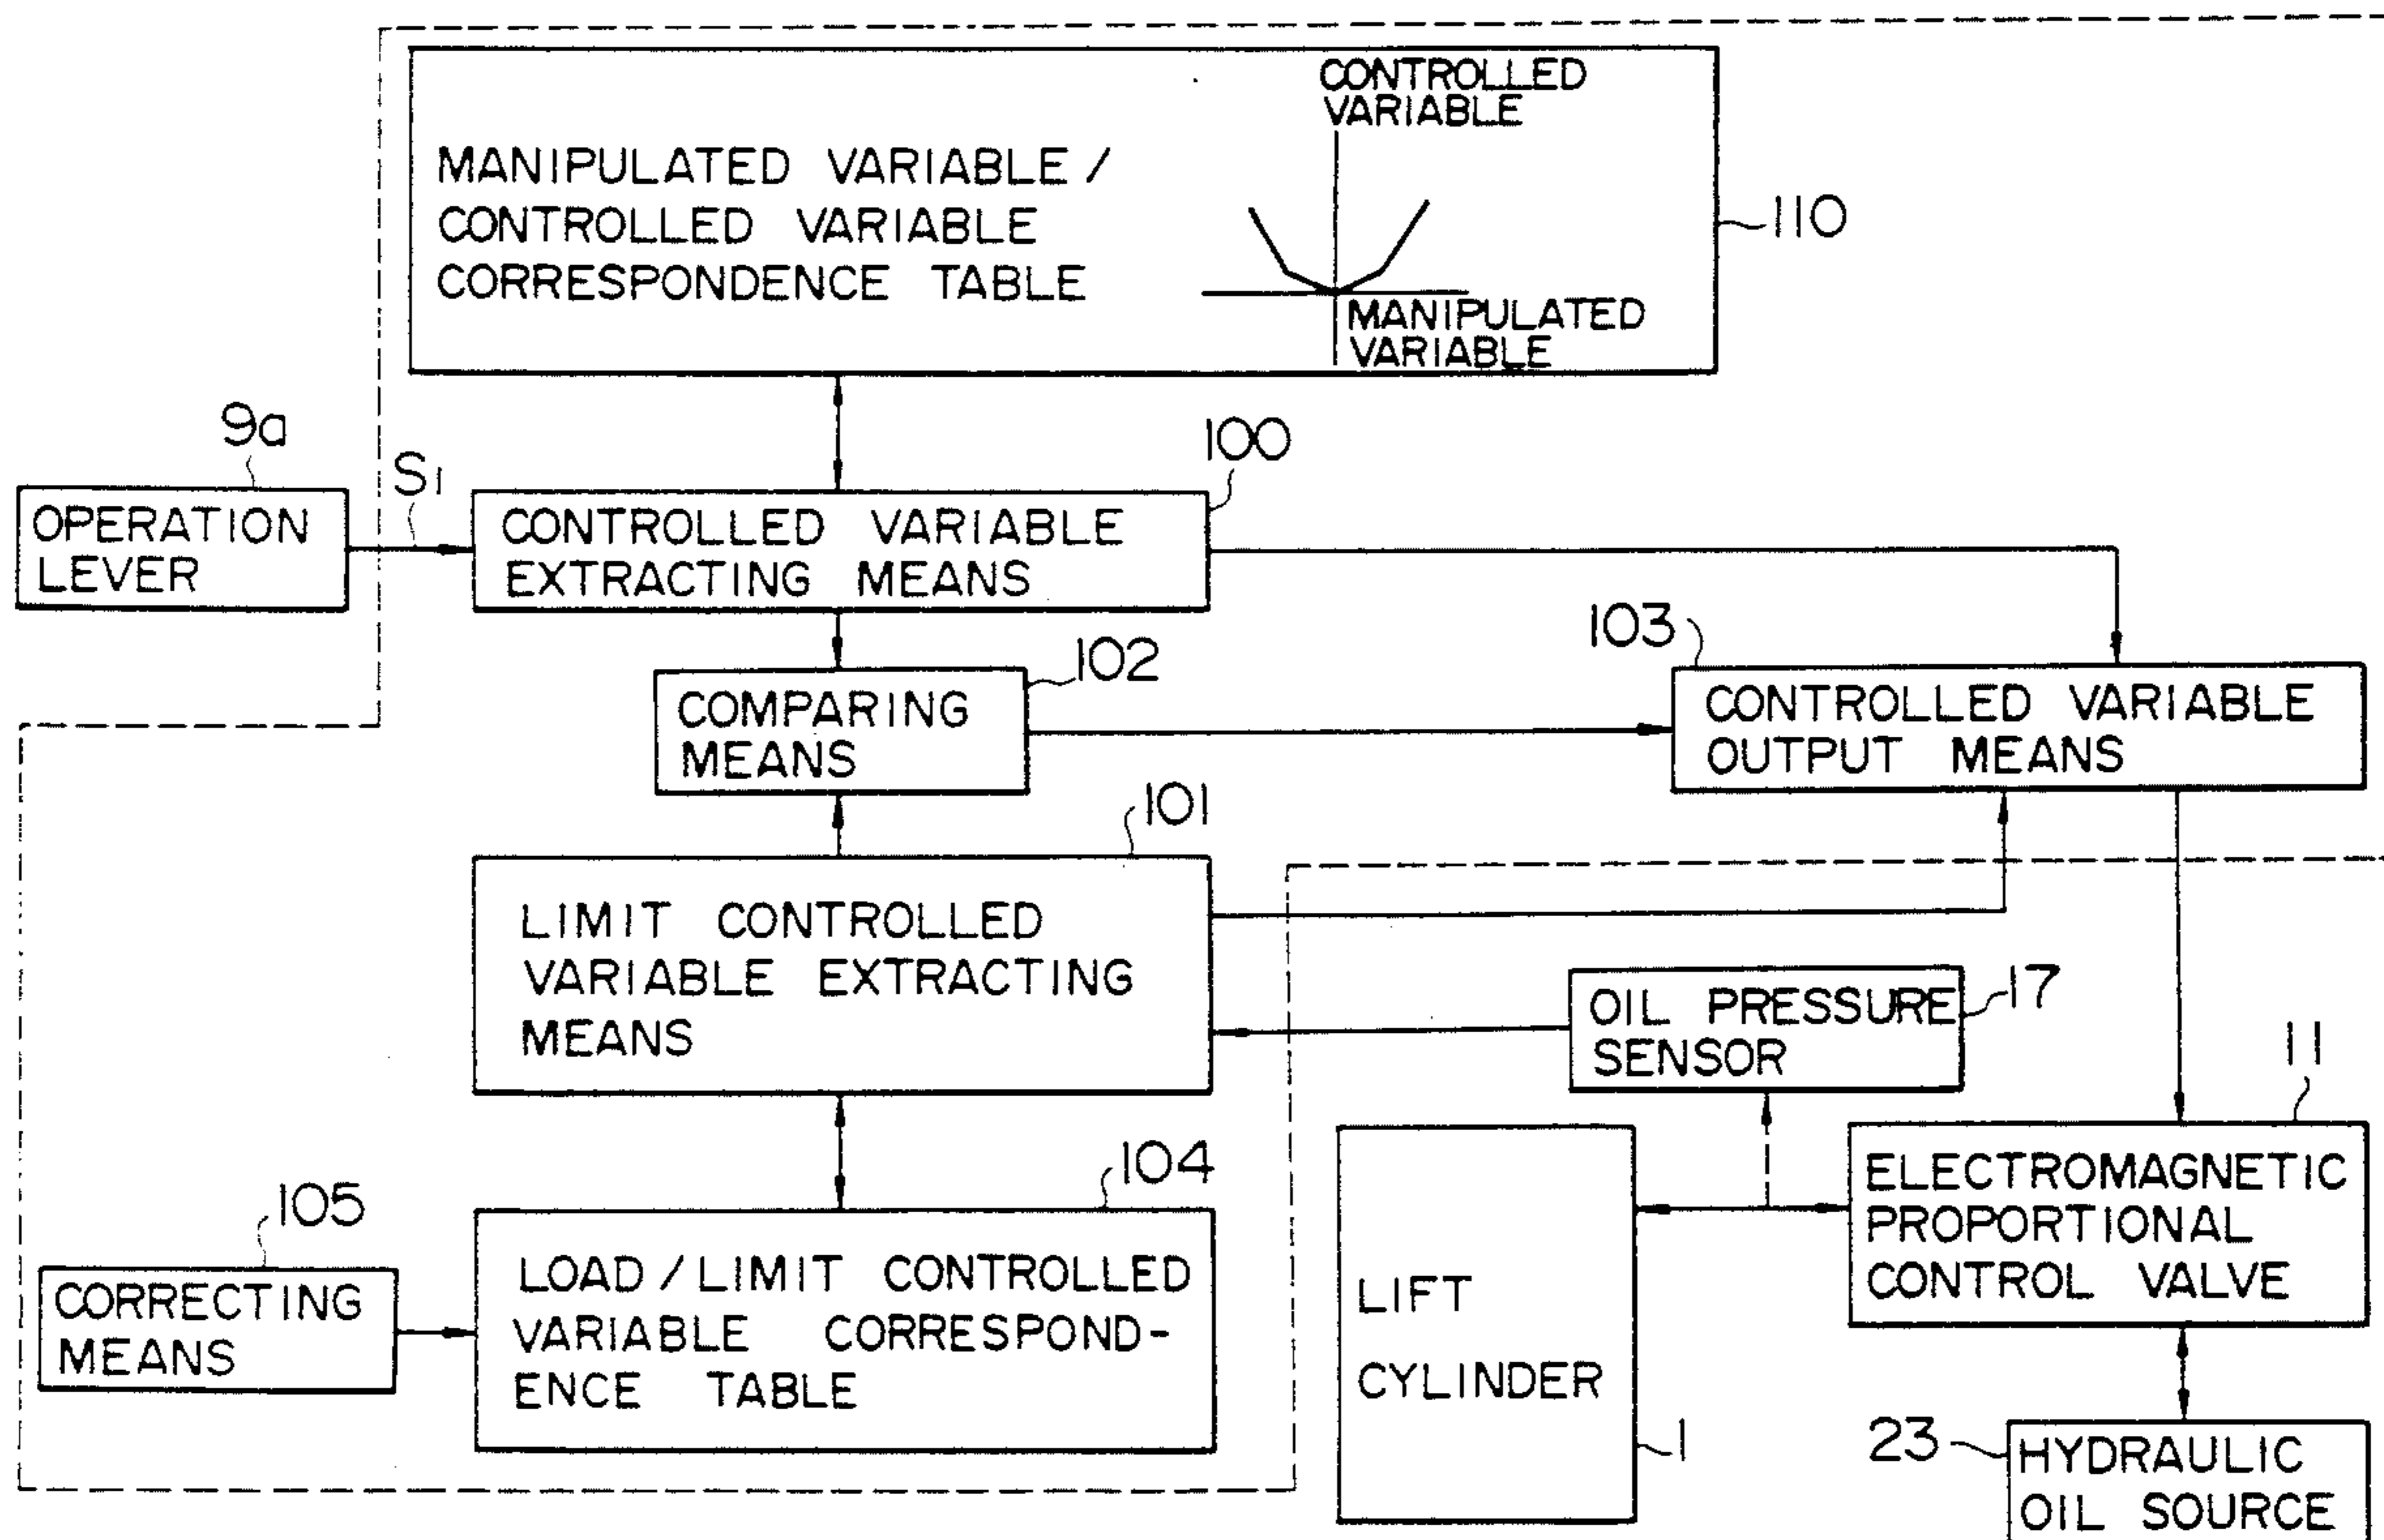 CONTROLLED
VARIABLE
MANIPULATED VARIABLE /
CONTROLLED VARIABLE
CORRESPONDENCE TABLE
110
MANIPULATED
VARIABLE
9a
S1
100
OPERATION
LEVER
CONTROLLED VARIABLE
EXTRACTING MEANS
102
103
COMPARING
MEANS
CONTROLLED VARIABLE
OUTPUT MEANS
101
LIMIT CONTROLLED
VARIABLE EXTRACTING
MEANS
OIL PRESSURE
SENSOR
17
11
104
105
LOAD / LIMIT CONTROLLED
VARIABLE CORRESPOND-
ENCE TABLE
CORRECTING
MEANS
LIFT
CYLINDER
1
ELECTROMAGNETIC
PROPORTIONAL
CONTROL VALVE
23
HYDRAULIC
OIL SOURCE